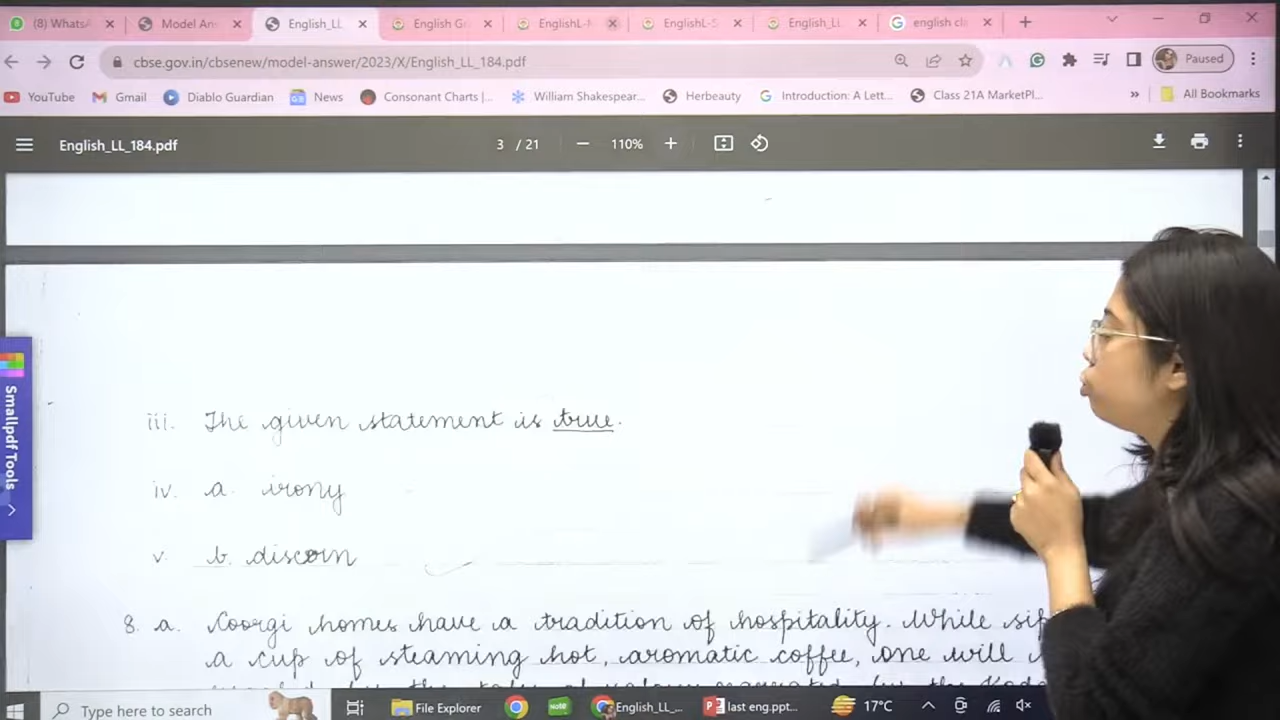 (8) WhatsA
Model An
English_LL
English Gr
EnglishL-
EnglishL-S
English_LL
english cl
cbse.gov.in/cbsenew/model-answer/2023/X/English_LL_184.pdf
Paused
YouTube
Gmail
Diablo Guardian
News
Consonant Charts |...
William Shakespear...
Herbeauty
Introduction: A Lett...
Class 21A MarketPl...
»
All Bookmarks
English_LL_184.pdf
3 / 21
110%
Smallpdf Tools
iii. The given statement is true.
iv. a. irony
v. b. discorn
8. a. Coorgi homes have a tradition of hospitality. While sip
a cup of steaming hot, aromatic coffee, one will
Type here to search
File Explorer
Note
English_LL_...
last eng.ppt...
17°C